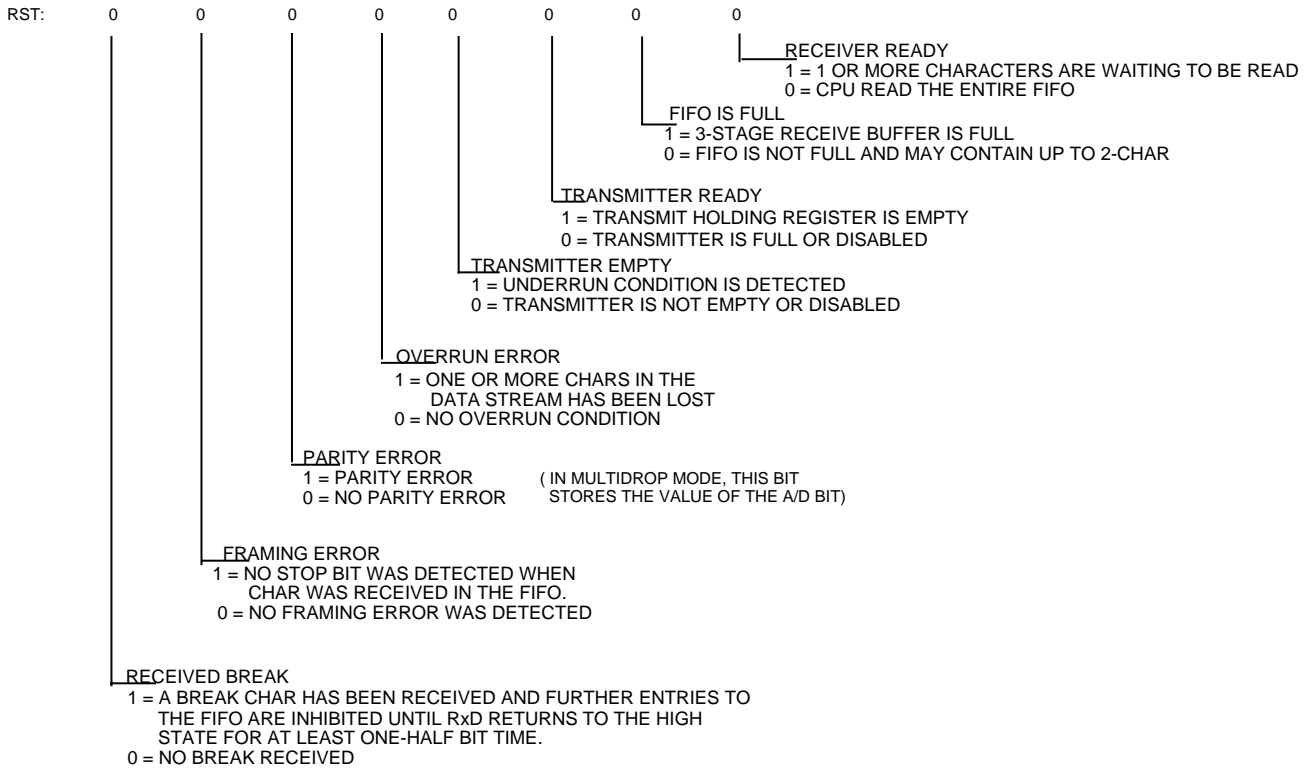 RST: 0 0 0 0 0 0 0 0
RECEIVER READY
1 = 1 OR MORE CHARACTERS ARE WAITING TO BE READ
0 = CPU READ THE ENTIRE FIFO
FIFO IS FULL
1 = 3-STAGE RECEIVE BUFFER IS FULL
0 = FIFO IS NOT FULL AND MAY CONTAIN UP TO 2-CHAR
TRANSMITTER READY
1 = TRANSMIT HOLDING REGISTER IS EMPTY
0 = TRANSMITTER IS FULL OR DISABLED
TRANSMITTER EMPTY
1 = UNDERRUN CONDITION IS DETECTED
0 = TRANSMITTER IS NOT EMPTY OR DISABLED
OVERRUN ERROR
1 = ONE OR MORE CHARS IN THE
DATA STREAM HAS BEEN LOST
0 = NO OVERRUN CONDITION
PARITY ERROR
1 = PARITY ERROR ( IN MULTIDROP MODE, THIS BIT
0 = NO PARITY ERROR STORES THE VALUE OF THE A/D BIT)
FRAMING ERROR
1 = NO STOP BIT WAS DETECTED WHEN
CHAR WAS RECEIVED IN THE FIFO.
0 = NO FRAMING ERROR WAS DETECTED
RECEIVED BREAK
1 = A BREAK CHAR HAS BEEN RECEIVED AND FURTHER ENTRIES TO
THE FIFO ARE INHIBITED UNTIL RxD RETURNS TO THE HIGH
STATE FOR AT LEAST ONE-HALF BIT TIME.
0 = NO BREAK RECEIVED